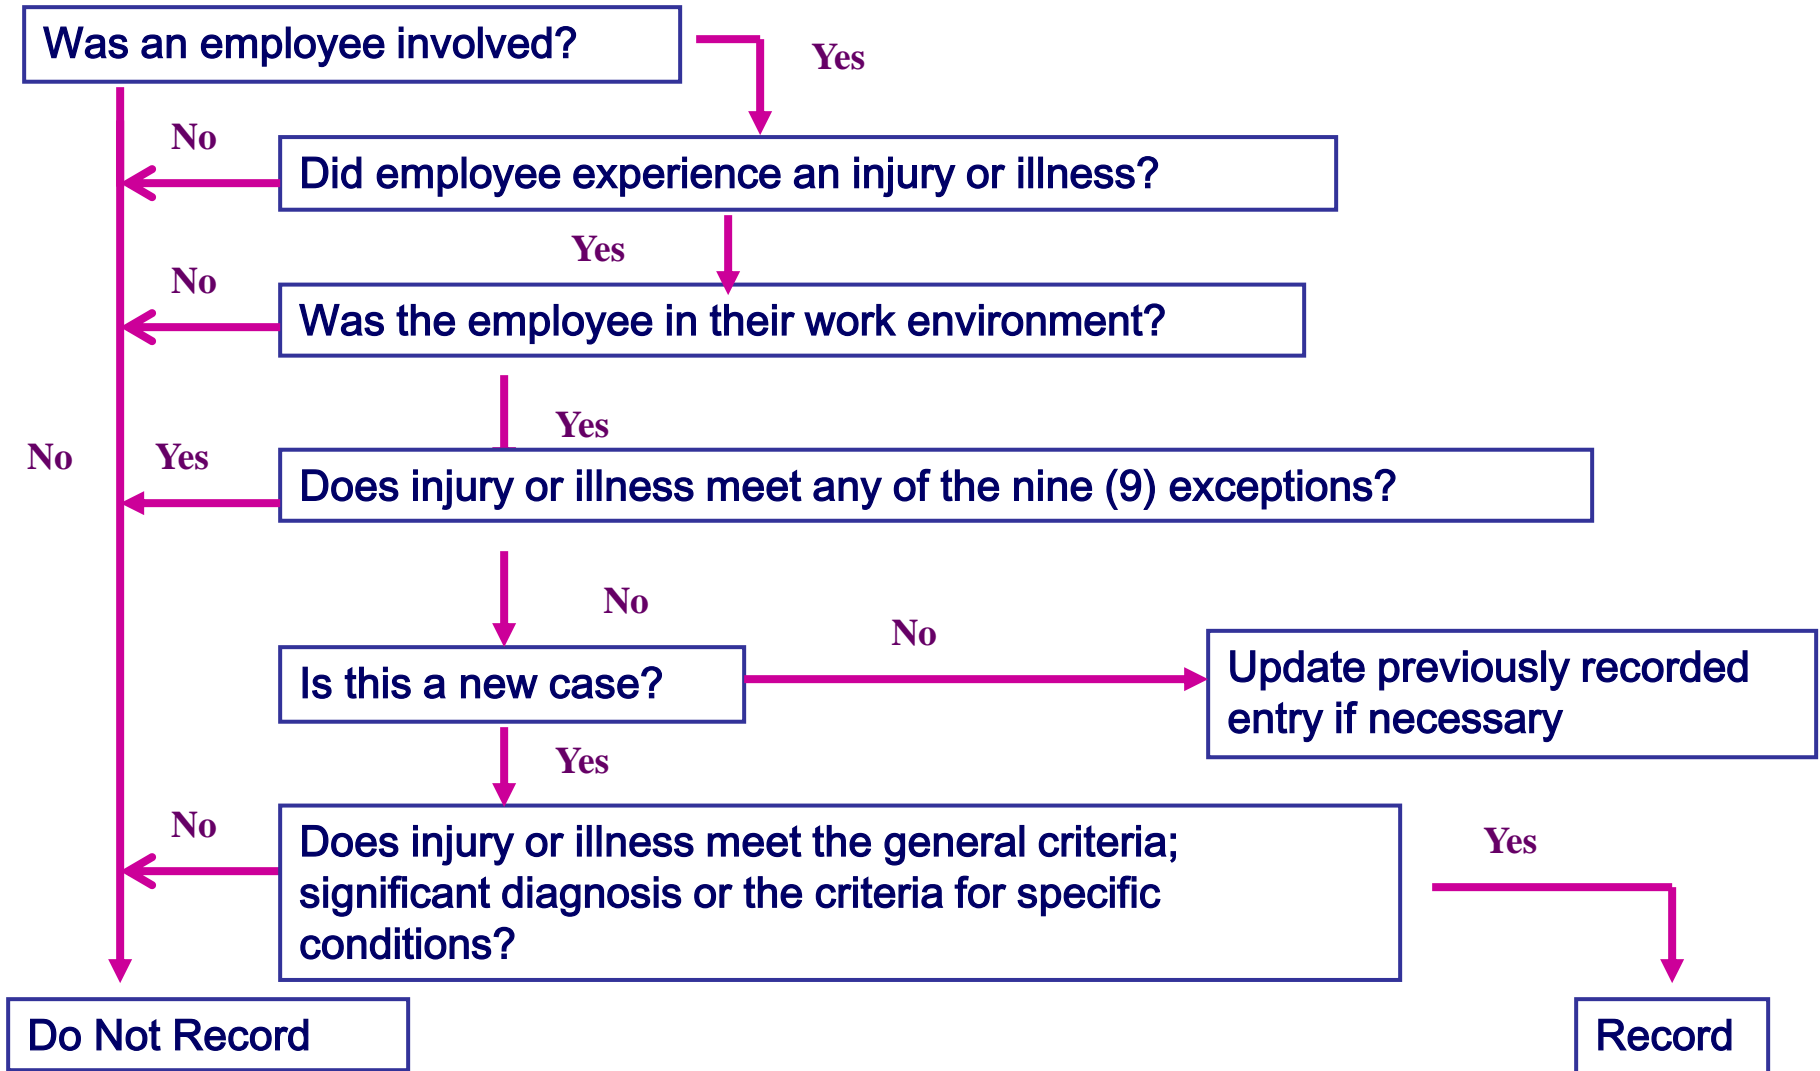 Was an employee involved?
Yes
No
Did employee experience an injury or illness?
Yes
No
Was the employee in their work environment?
Yes
No
Yes
Does injury or illness meet any of the nine (9) exceptions?
No
No
Is this a new case?
Update previously recorded
entry if necessary
Yes
No
Does injury or illness meet the general criteria;
significant diagnosis or the criteria for specific
conditions?
Yes
Do Not Record
Record